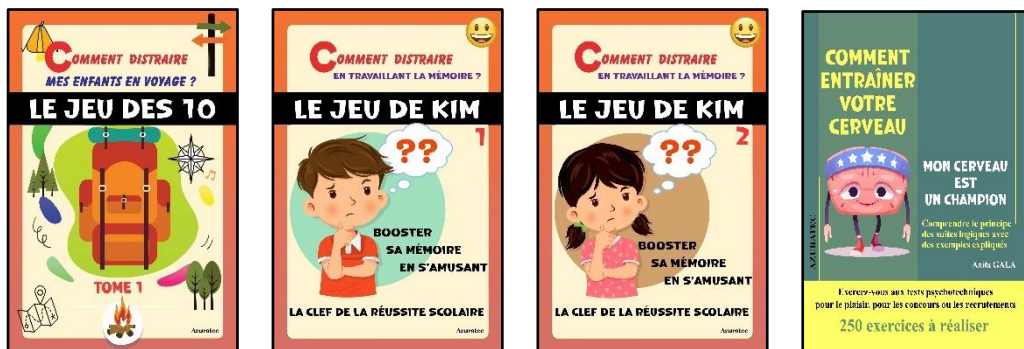 COMMENT DISTRAIRE
MES ENFANTS EN VOYAGE ?
LE JEU DES 10
TOME 1
Azuratec
COMMENT DISTRAIRE
EN TRAVAILLANT LA MÉMOIRE ?
LE JEU DE KIM
1
??
BOOSTER
SA MÉMOIRE
EN S'AMUSANT
LA CLEF DE LA RÉUSSITE SCOLAIRE
Azuratec
COMMENT DISTRAIRE
EN TRAVAILLANT LA MÉMOIRE ?
LE JEU DE KIM
2
??
BOOSTER
SA MÉMOIRE
EN S'AMUSANT
LA CLEF DE LA RÉUSSITE SCOLAIRE
Azuratec
COMMENT
ENTRAÎNER
VOTRE
CERVEAU
MON CERVEAU
EST
UN CHAMPION
Comprendre le principe
des suites logiques avec
des exemples expliqués
Anita GALA
AZURATEC
Exercez-vous aux tests psychotechniques
pour le plaisir, pour les concours ou les recrutements
250 exercices à réaliser